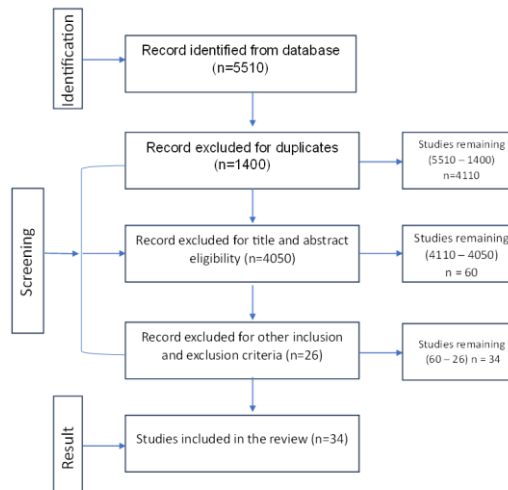 Identification
Record identified from database
(n=5510)
Record excluded for duplicates
(n=1400)
Studies remaining
(5510 – 1400)
n=4110
Screening
Record excluded for title and abstract
eligibility (n=4050)
Studies remaining
(4110 – 4050)
n = 60
Record excluded for other inclusion
and exclusion criteria (n=26)
Studies remaining
(60 – 26) n = 34
Result
Studies included in the review (n=34)